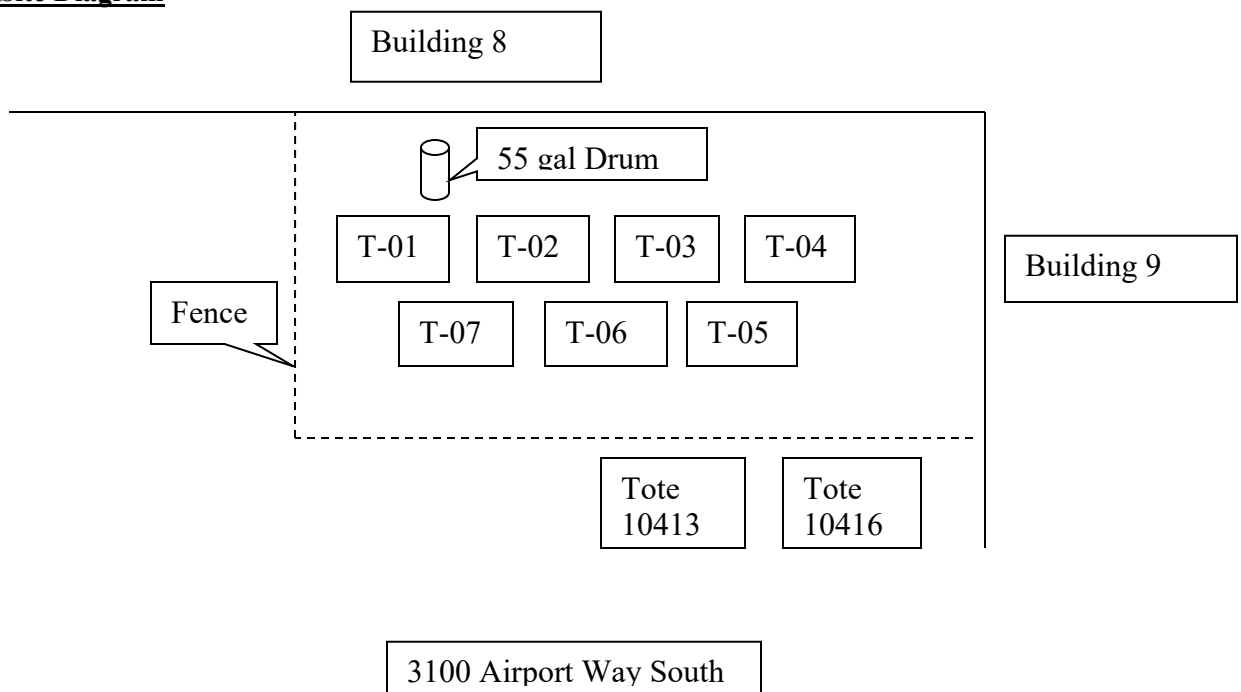 Site Diagram
Building 8
55 gal Drum
T-01 T-02 T-03 T-04
Building 9
Fence
T-07 T-06 T-05
Tote
10413
Tote
10416
3100 Airport Way South